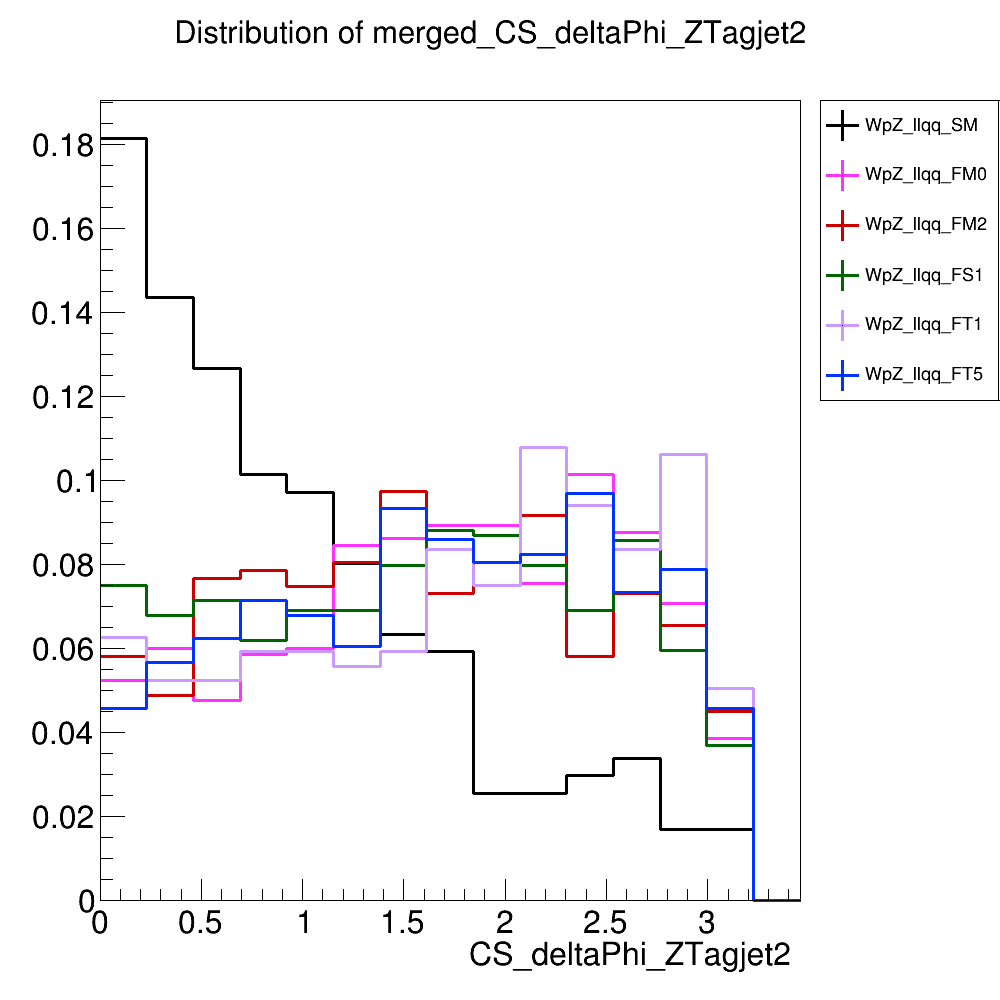 Distribution of merged_CS_deltaPhi_ZTagjet2
WpZ_llqq_SM
WpZ_llqq_FM0
WpZ_llqq_FM2
WpZ_llqq_FS1
WpZ_llqq_FT1
WpZ_llqq_FT5
0.18
0.16
0.14
0.12
0.1
0.08
0.06
0.04
0.02
0
0 0.5 1 1.5 2 2.5 3
CS_deltaPhi_ZTagjet2